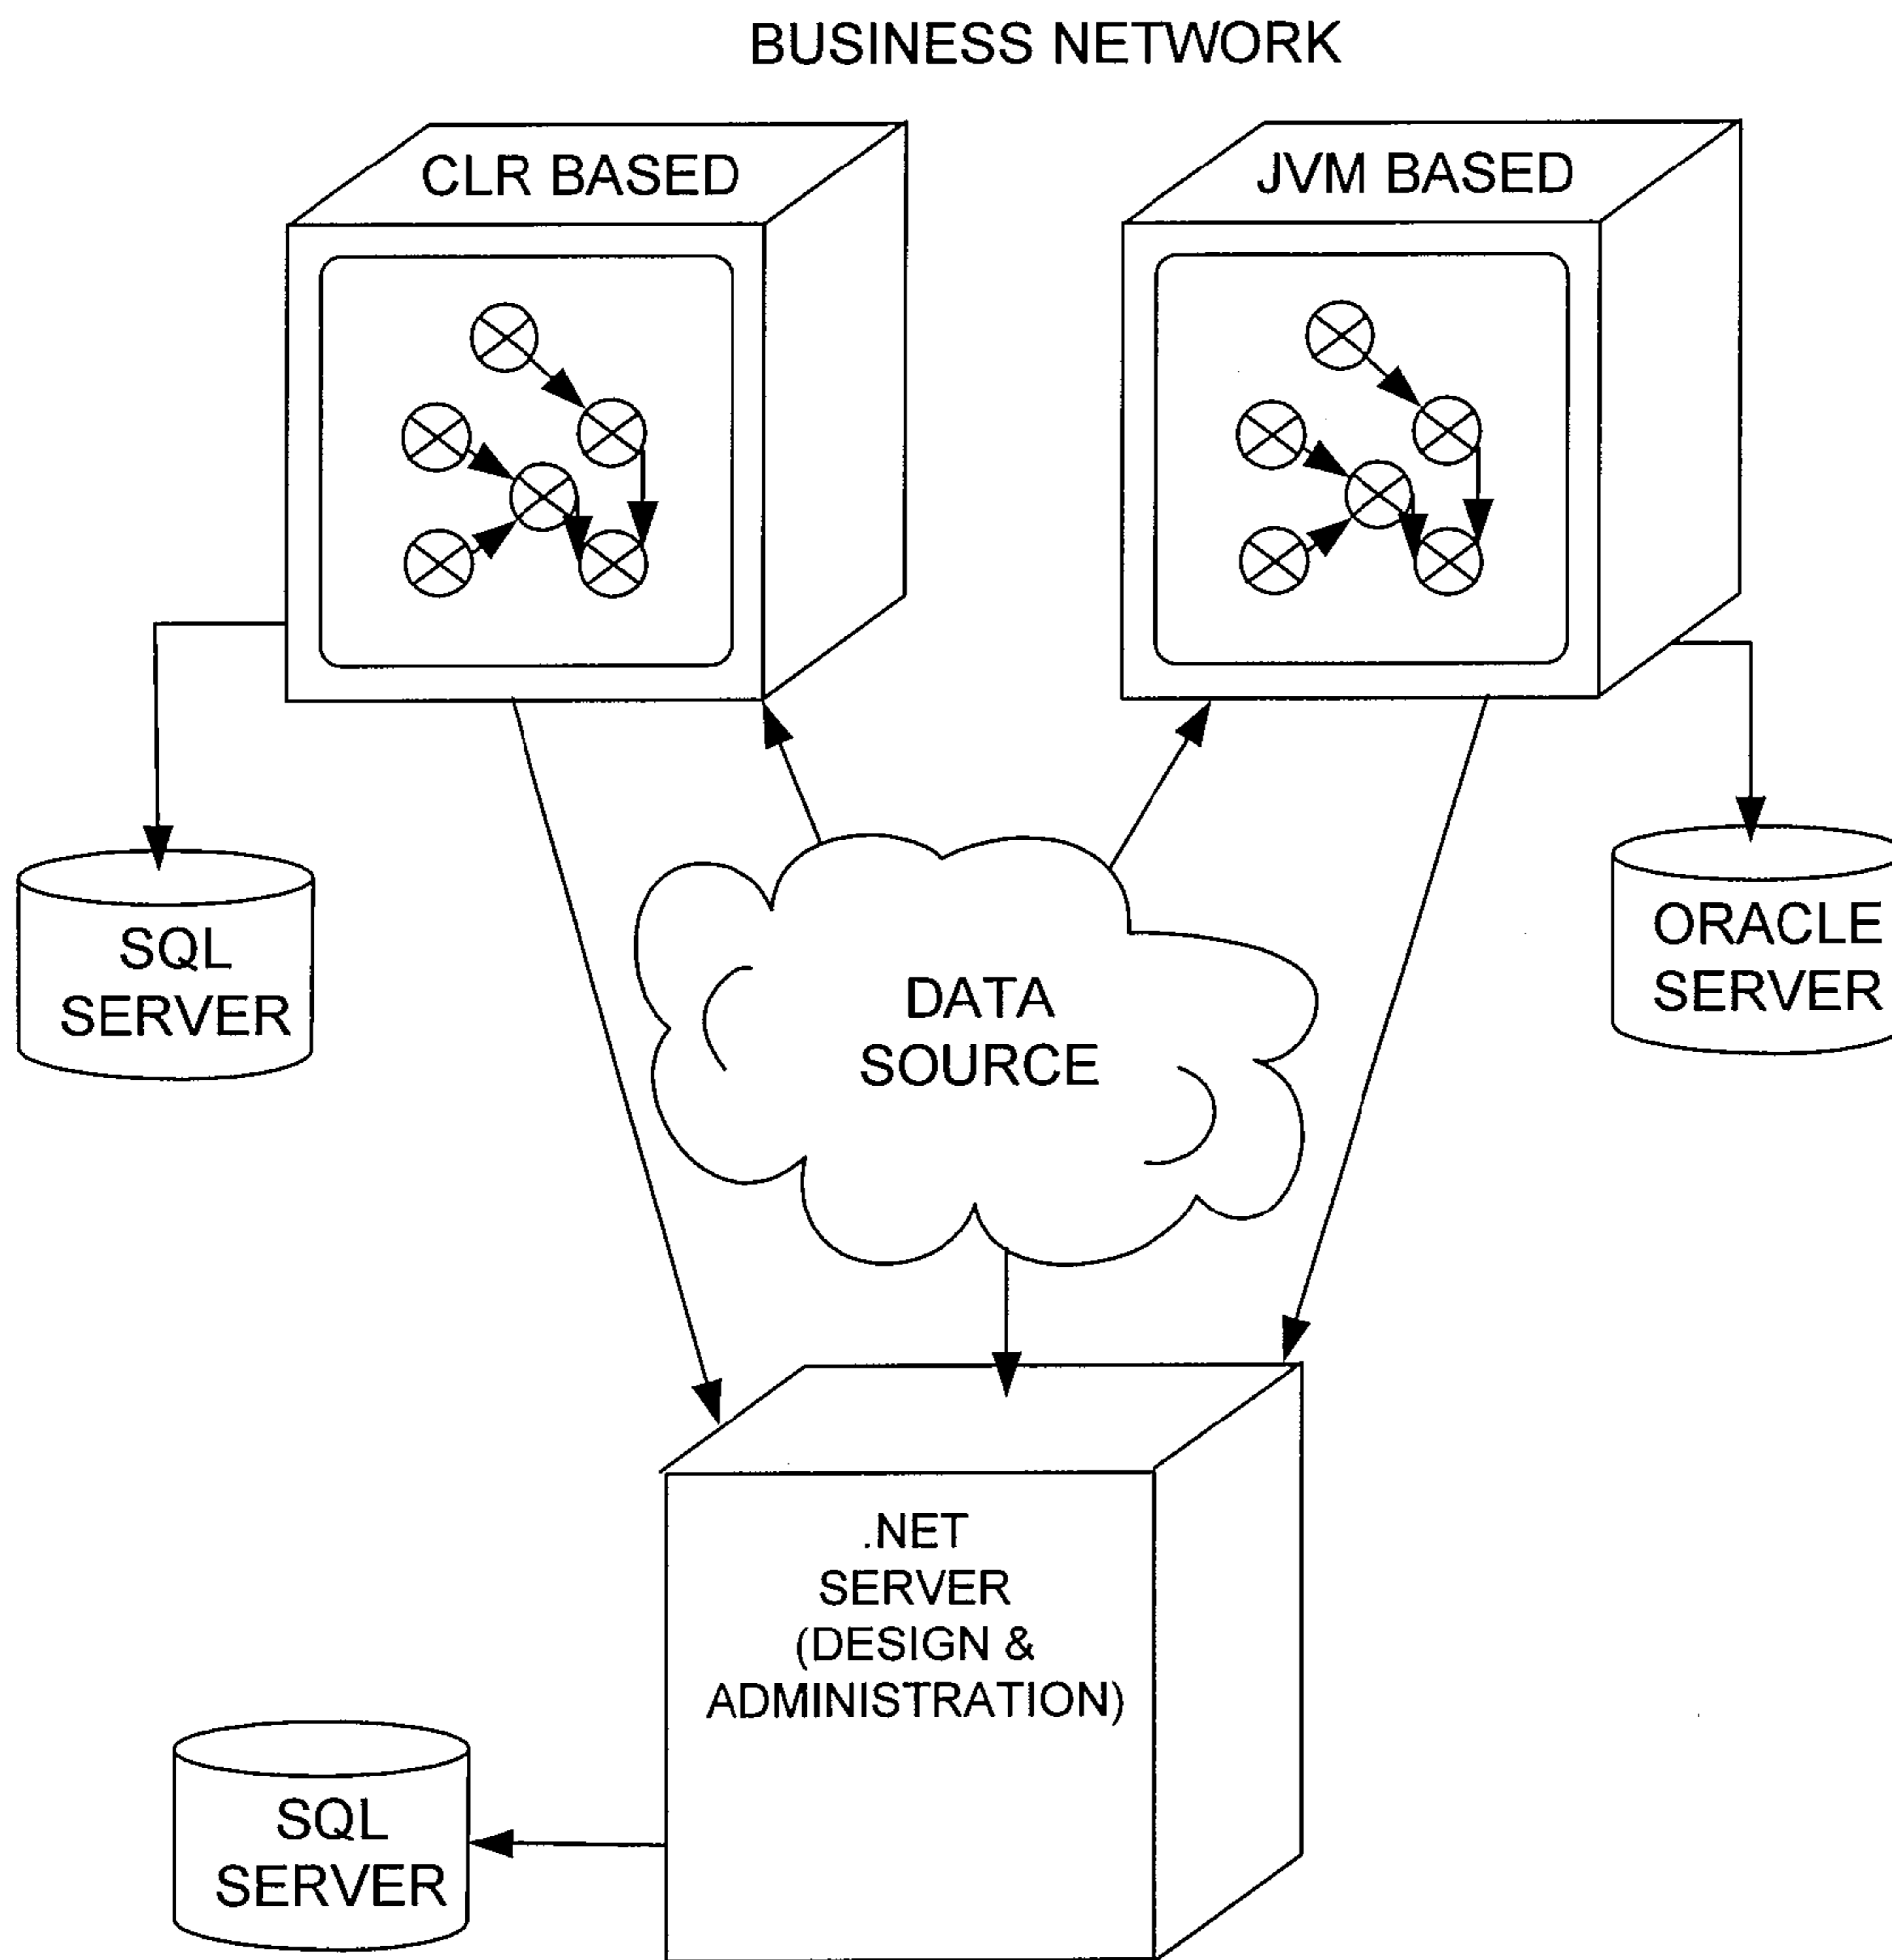 BUSINESS NETWORK
CLR BASED
JVM BASED
SQL
SERVER
DATA
SOURCE
ORACLE
SERVER
.NET
SERVER
(DESIGN &
ADMINISTRATION)
SQL
SERVER